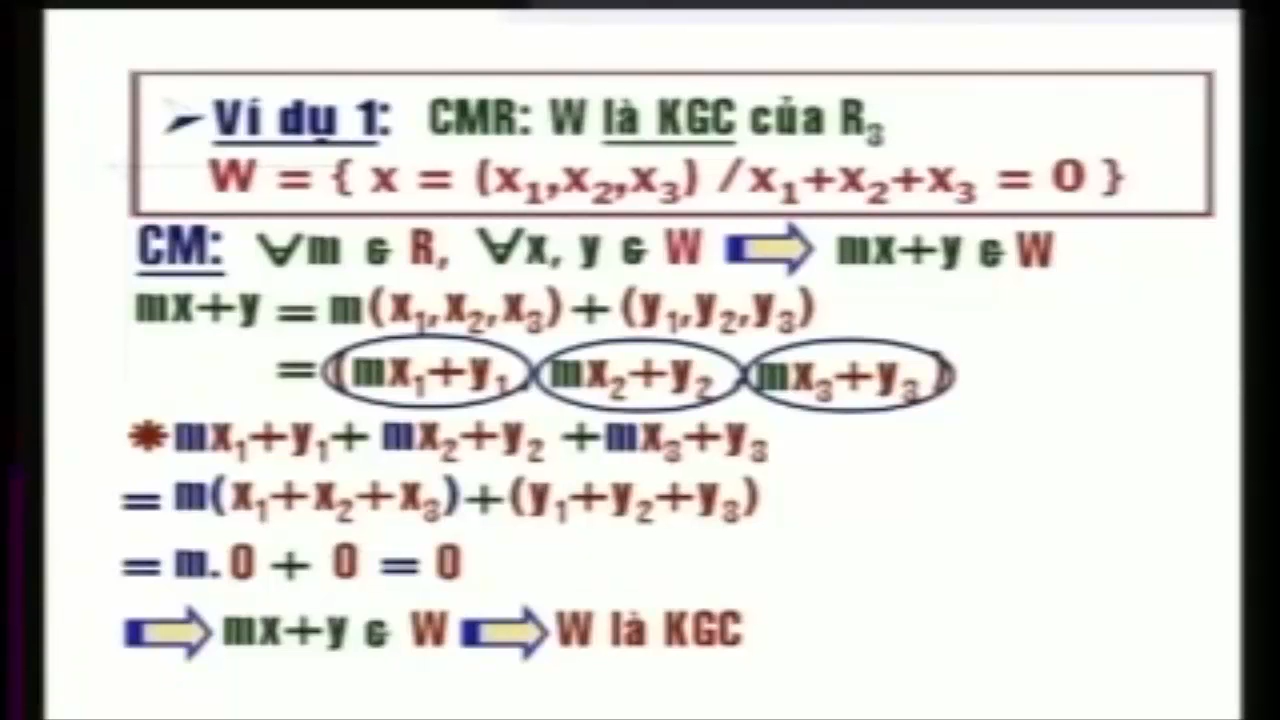 ➢Ví dụ 1: CMR: W là KGC của R₃
W = { x = (x₁,x₂,x₃) /x₁+x₂+x₃ = 0 }
CM: ∀m ϵ R, ∀x, y ϵ W ⇨ mx+y ϵ W
mx+y = m(x₁,x₂,x₃)+(y₁,y₂,y₃)
=(mx₁+y₁, mx₂+y₂, mx₃+y₃)
*mx₁+y₁+ mx₂+y₂ +mx₃+y₃
= m(x₁+x₂+x₃)+(y₁+y₂+y₃)
= m.0 + 0 = 0
⇨ mx+y ϵ W ⇨ W là KGC